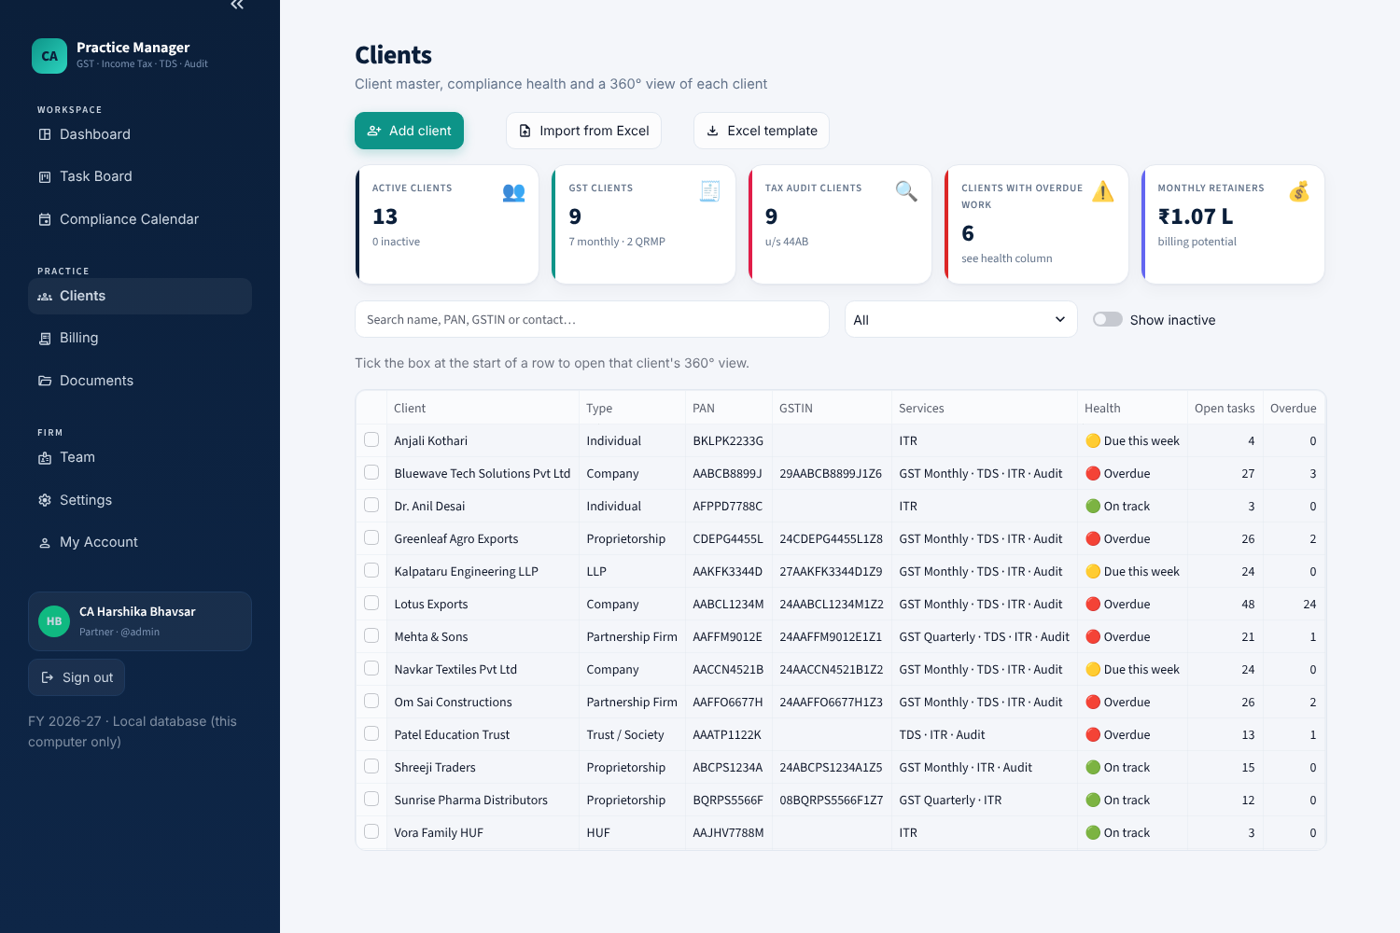 CA
Practice Manager
GST · Income Tax · TDS · Audit
WORKSPACE
Dashboard
Task Board
Compliance Calendar
PRACTICE
Clients
Billing
Documents
FIRM
Team
Settings
My Account
HB
CA Harshika Bhavsar
Partner · @admin
Sign out
FY 2026-27 · Local database (this
computer only)
Clients
Client master, compliance health and a 360° view of each client
Add client Import from Excel Excel template
ACTIVE CLIENTS
13
0 inactive
GST CLIENTS
9
7 monthly · 2 QRMP
TAX AUDIT CLIENTS
9
u/s 44AB
CLIENTS WITH OVERDUE
WORK
6
see health column
MONTHLY RETAINERS
₹1.07 L
billing potential
Search name, PAN, GSTIN or contact... All Show inactive
Tick the box at the start of a row to open that client's 360° view.
Client Type PAN GSTIN Services Health Open tasks Overdue
Anjali Kothari Individual BKLPK2233G ITR Due this week 4 0
Bluewave Tech Solutions Pvt Ltd Company AABCB8899J 29AABCB8899J1Z6 GST Monthly · TDS · ITR · Audit Overdue 27 3
Dr. Anil Desai Individual AFPPD7788C ITR On track 3 0
Greenleaf Agro Exports Proprietorship CDEPG4455L 24CDEPG4455L1Z8 GST Monthly · TDS · ITR · Audit Overdue 26 2
Kalpataru Engineering LLP LLP AAKFK3344D 27AAKFK3344D1Z9 GST Monthly · TDS · ITR · Audit Due this week 24 0
Lotus Exports Company AABCL1234M 24AABCL1234M1Z2 GST Monthly · TDS · ITR · Audit Overdue 48 24
Mehta & Sons Partnership Firm AAFFM9012E 24AAFFM9012E1Z1 GST Quarterly · TDS · ITR · Audit Overdue 21 1
Navkar Textiles Pvt Ltd Company AACCN4521B 24AACCN4521B1Z2 GST Monthly · TDS · ITR · Audit Due this week 24 0
Om Sai Constructions Partnership Firm AAFFO6677H 24AAFFO6677H1Z3 GST Monthly · TDS · ITR · Audit Overdue 26 2
Patel Education Trust Trust / Society AAATP1122K TDS · ITR · Audit Overdue 13 1
Shreeji Traders Proprietorship ABCPS1234A 24ABCPS1234A1Z5 GST Monthly · ITR · Audit On track 15 0
Sunrise Pharma Distributors Proprietorship BQRPS5566F 08BQRPS5566F1Z7 GST Quarterly · ITR On track 12 0
Vora Family HUF HUF AAJHV7788M ITR On track 3 0